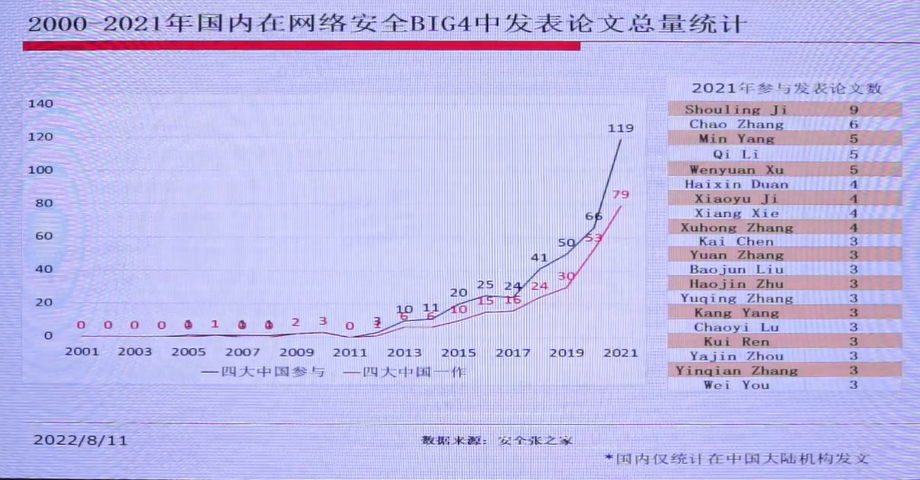 2000-2021年国内在网络安全BIG4中发表论文总量统计
2021年参与发表论文数
Shouling Ji 9
Chao Zhang 6
Min Yang 5
Qi Li 5
Wenyuan Xu 5
Haixin Duan 4
Xiaoyu Ji 4
Xiang Xie 4
Xuhong Zhang 4
Kai Chen 3
Yuan Zhang 3
Baojun Liu 3
Haojin Zhu 3
Yuqing Zhang 3
Kang Yang 3
Chaoyi Lu 3
Kui Ren 3
Yajin Zhou 3
Yinqian Zhang 3
Wei You 3
140
120
100
80
60
40
20
0
119
79
66
53
50
41
30
20 25 24 24
10 11 10 15 16
3 6 6
0 0 0 0 1 2 3 0
2001 2003 2005 2007 2009 2011 2013 2015 2017 2019 2021
四大中国参与 四大中国一作
2022/8/11
数据来源：安全张之家
*国内仅统计在中国大陆机构发文